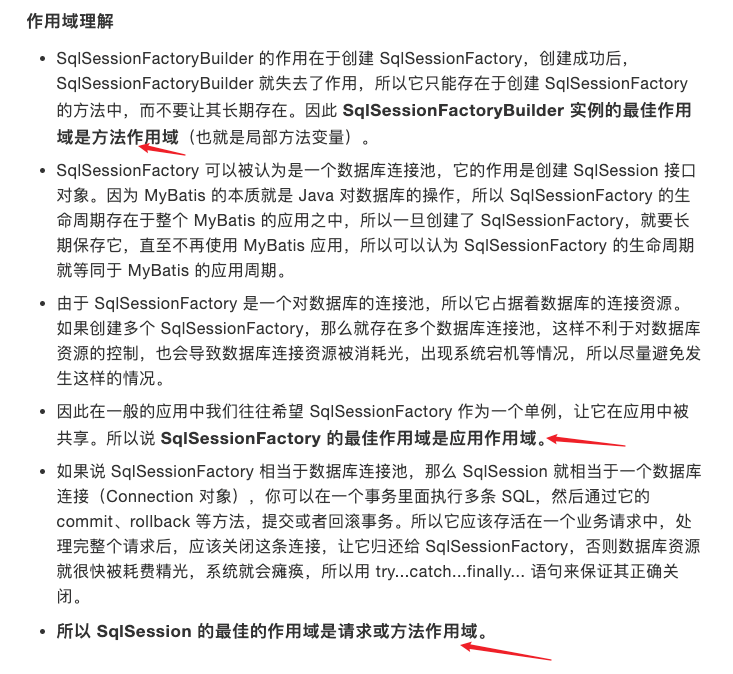 作用域理解
SqlSessionFactoryBuilder 的作用在于创建 SqlSessionFactory，创建成功后，
SqlSessionFactoryBuilder 就失去了作用，所以它只能存在于创建 SqlSessionFactory
的方法中，而不要让其长期存在。因此 SqlSessionFactoryBuilder 实例的最佳作用
域是方法作用域（也就是局部方法变量）。
SqlSessionFactory 可以被认为是一个数据库连接池，它的作用是创建 SqlSession 接口
对象。因为 MyBatis 的本质就是 Java 对数据库的操作，所以 SqlSessionFactory 的生
命周期存在于整个 MyBatis 的应用之中，所以一旦创建了 SqlSessionFactory，就要长
期保存它，直至不再使用 MyBatis 应用，所以可以认为 SqlSessionFactory 的生命周期
就等同于 MyBatis 的应用周期。
由于 SqlSessionFactory 是一个对数据库的连接池，所以它占据着数据库的连接资源。
如果创建多个 SqlSessionFactory，那么就存在多个数据库连接池，这样不利于对数据库
资源的控制，也会导致数据库连接资源被消耗光，出现系统宕机等情况，所以尽量避免发
生这样的情况。
因此在一般的应用中我们往往希望 SqlSessionFactory 作为一个单例，让它在应用中被
共享。所以说 SqlSessionFactory 的最佳作用域是应用作用域。
如果说 SqlSessionFactory 相当于数据库连接池，那么 SqlSession 就相当于一个数据库
连接（Connection 对象），你可以在一个事务里面执行多条 SQL，然后通过它的
commit、rollback 等方法，提交或者回滚事务。所以它应该存活在一个业务请求中，处
理完整个请求后，应该关闭这条连接，让它归还给 SqlSessionFactory，否则数据库资源
就很快被耗费精光，系统就会瘫痪，所以用 try...catch...finally... 语句来保证其正确关
闭。
所以 SqlSession 的最佳的作用域是请求或方法作用域。